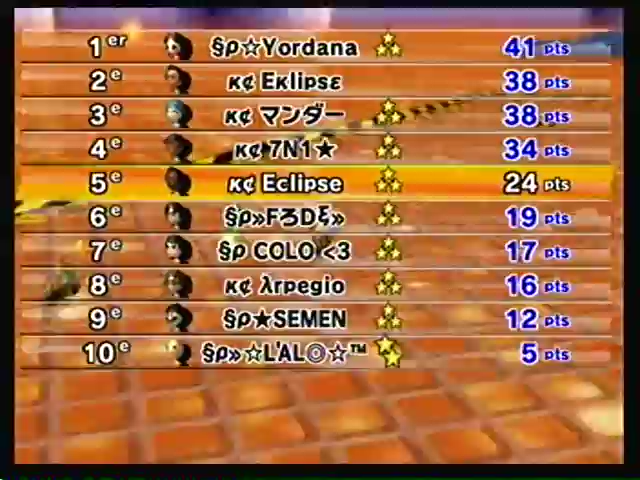 1er §ρ☆Yordana 41 pts
2e κ¢ Eκlipsε 38 pts
3e κ¢ マンダー 38 pts
4e κ¢ 7N1★ 34 pts
5e κ¢ Eclipse 24 pts
6e §ρ»FろDξ» 19 pts
7e §ρ COLO <3 17 pts
8e κ¢ λrpegio 16 pts
9e §ρ★SEMEN 12 pts
10e §ρ»☆L'AL◎☆™ 5 pts